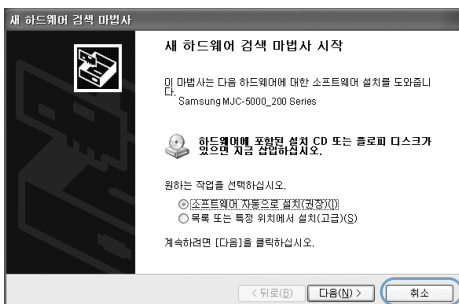 새 하드웨어 검색 마법사
새 하드웨어 검색 마법사 시작
이 마법사는 다음 하드웨어에 대한 소프트웨어 설치를 도와줍니
다.
Samsung MJC-5000_200 Series
하드웨어에 포함된 설치 CD 또는 플로피 디스크가
있으면 지금 삽입하십시오.
원하는 작업을 선택하십시오.
소프트웨어 자동으로 설치(권장)(I)
목록 또는 특정 위치에서 설치(고급)(S)
계속하려면 [다음]을 클릭하십시오.
< 뒤로(B) 다음(N) > 취소